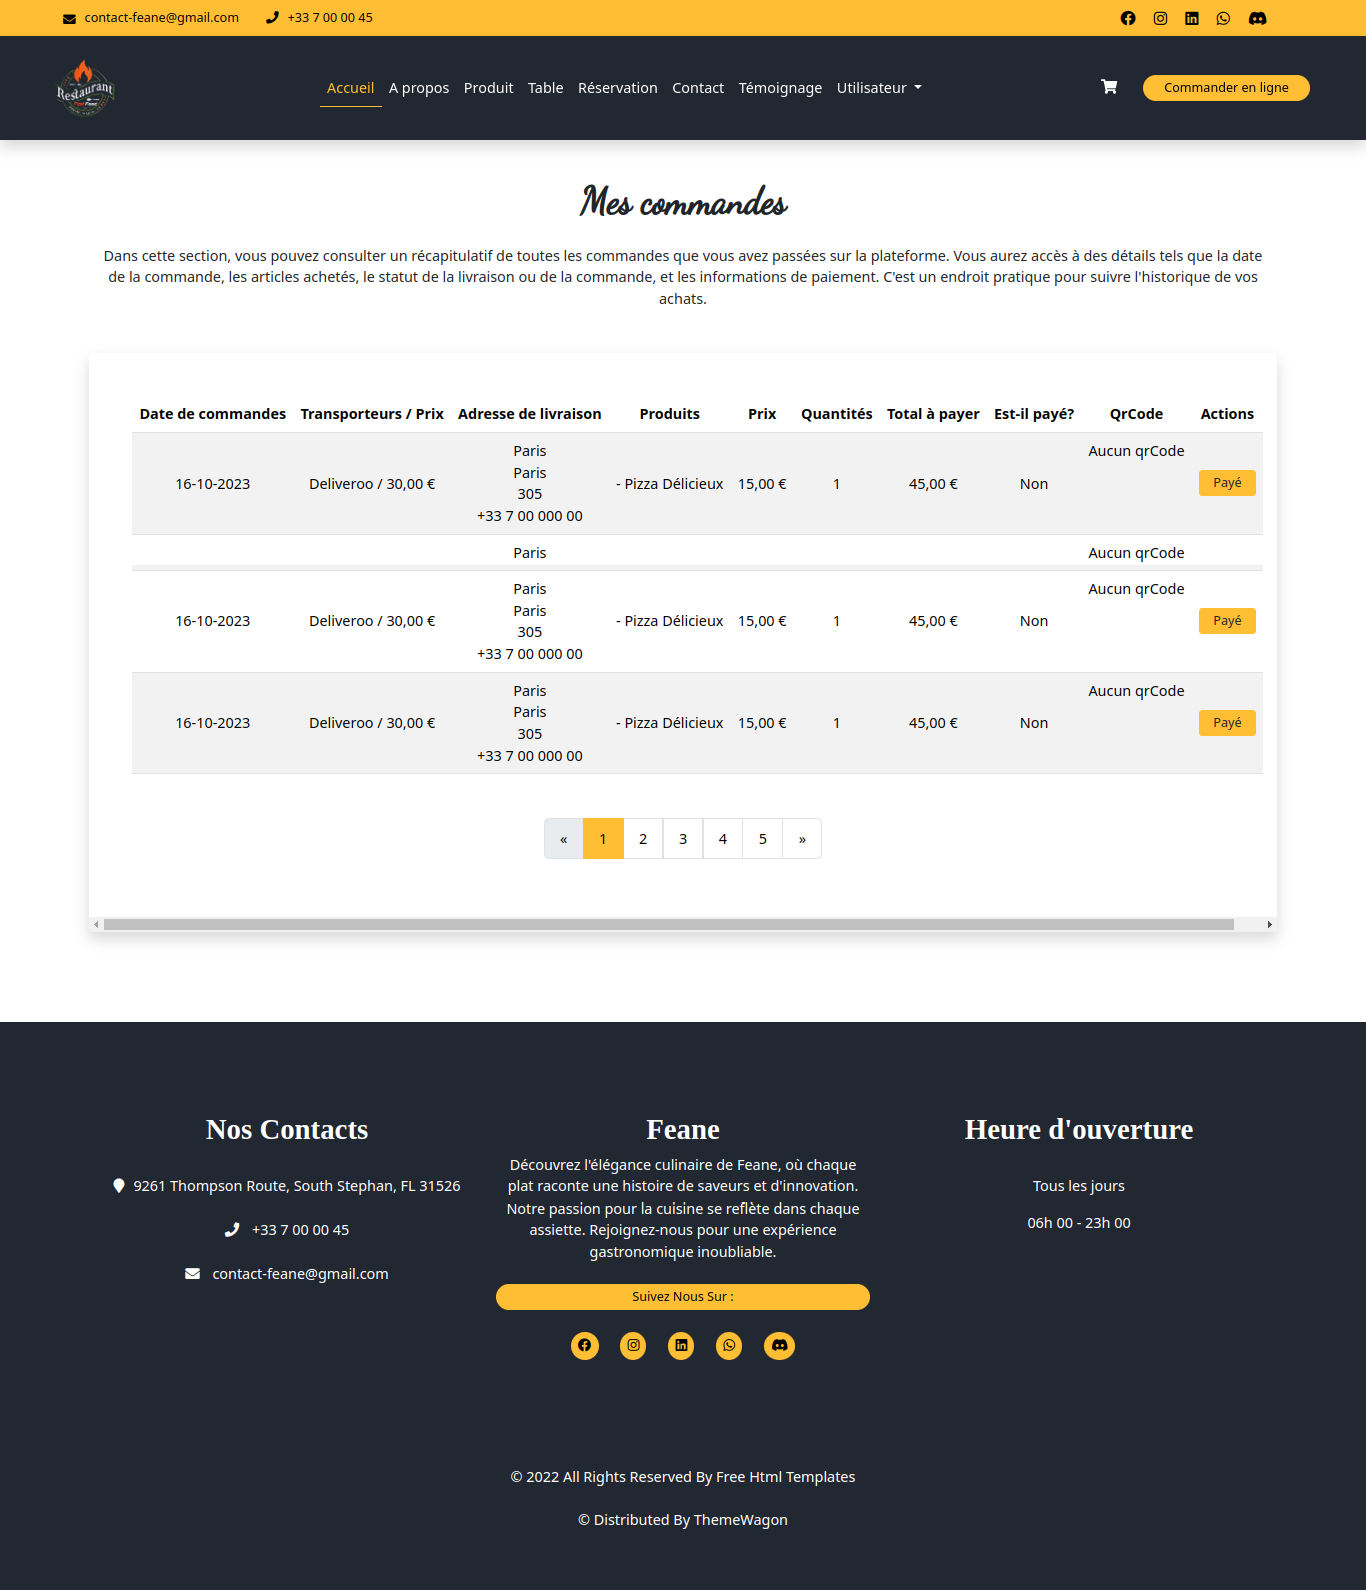 contact-feane@gmail.com +33 7 00 00 45
Restaurant
Accueil A propos Produit Table Réservation Contact Témoignage Utilisateur Commander en ligne
Mes commandes
Dans cette section, vous pouvez consulter un récapitulatif de toutes les commandes que vous avez passées sur la plateforme. Vous aurez accès à des détails tels que la date
de la commande, les articles achetés, le statut de la livraison ou de la commande, et les informations de paiement. C'est un endroit pratique pour suivre l'historique de vos
achats.
Date de commandes Transporteurs / Prix Adresse de livraison Produits Prix Quantités Total à payer Est-il payé? QrCode Actions
Paris Aucun qrCode
Paris
16-10-2023 Deliveroo / 30,00 € - Pizza Délicieux 15,00 € 1 45,00 € Non Payé
305
+33 7 00 000 00
Paris Aucun qrCode
Paris Aucun qrCode
Paris
16-10-2023 Deliveroo / 30,00 € - Pizza Délicieux 15,00 € 1 45,00 € Non Payé
305
+33 7 00 000 00
Paris Aucun qrCode
Paris
16-10-2023 Deliveroo / 30,00 € - Pizza Délicieux 15,00 € 1 45,00 € Non Payé
305
+33 7 00 000 00
« 1 2 3 4 5 »
Nos Contacts
9261 Thompson Route, South Stephan, FL 31526
+33 7 00 00 45
contact-feane@gmail.com
Feane
Découvrez l'élégance culinaire de Feane, où chaque
plat raconte une histoire de saveurs et d'innovation.
Notre passion pour la cuisine se reflète dans chaque
assiette. Rejoignez-nous pour une expérience
gastronomique inoubliable.
Suivez Nous Sur :
Heure d'ouverture
Tous les jours
06h 00 - 23h 00
© 2022 All Rights Reserved By Free Html Templates
© Distributed By ThemeWagon